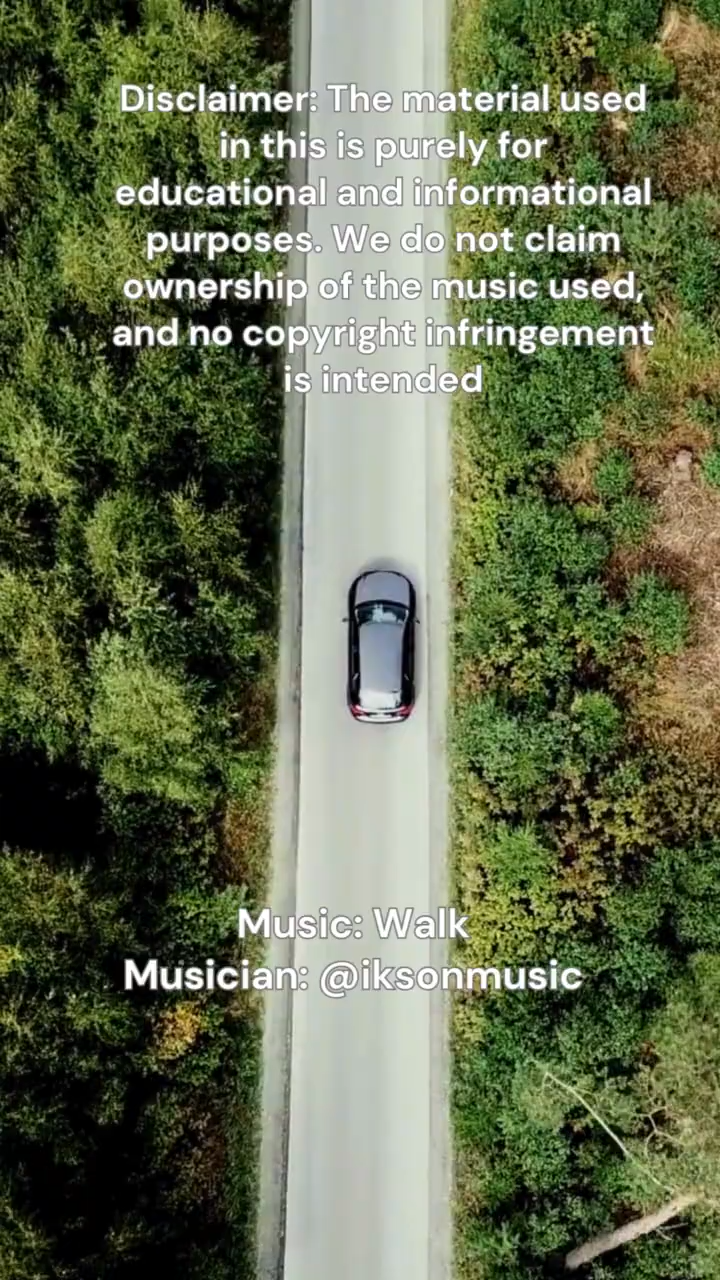 Disclaimer: The material used
in this is purely for
educational and informational
purposes. We do not claim
ownership of the music used,
and no copyright infringement
is intended
Music: Walk
Musician: @iksonmusic